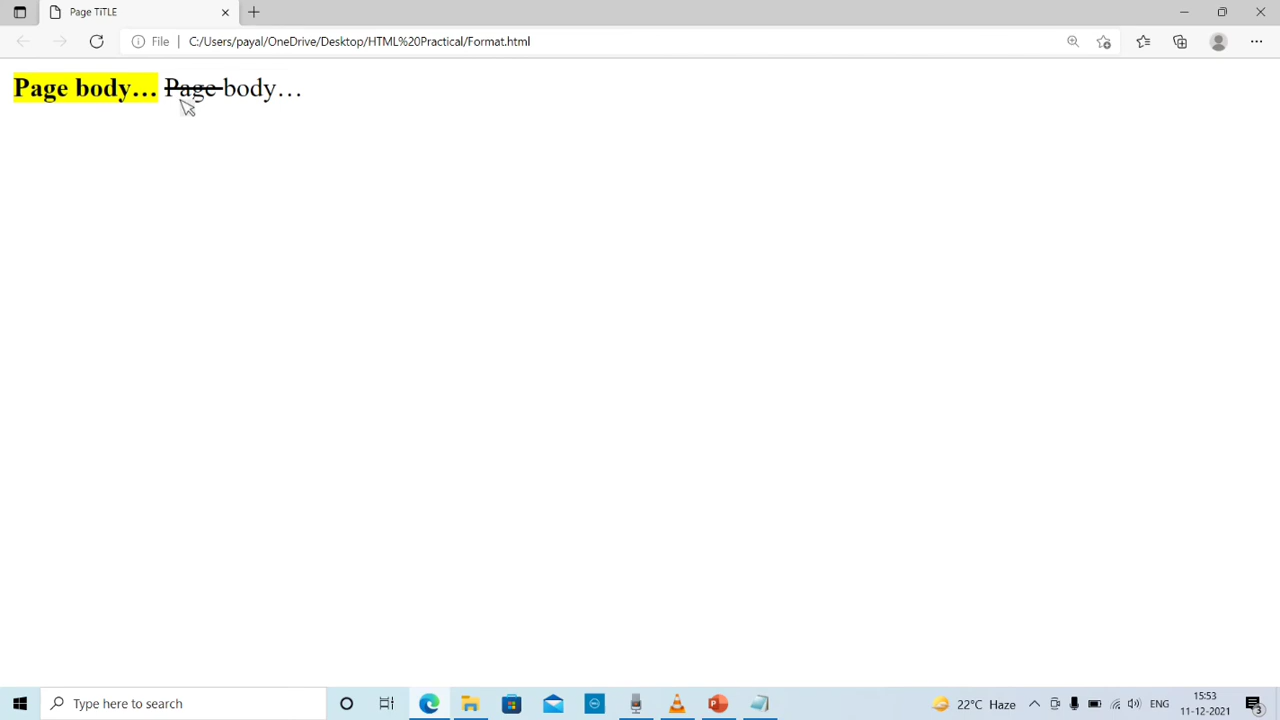 Page TiTLE
File
C:/Users/payal/OneDrive/Desktop/HTML%20Practical/Format.html
Page body… Page body…
Type here to search
22°C Haze
ENG
15:53
11-12-2021
3